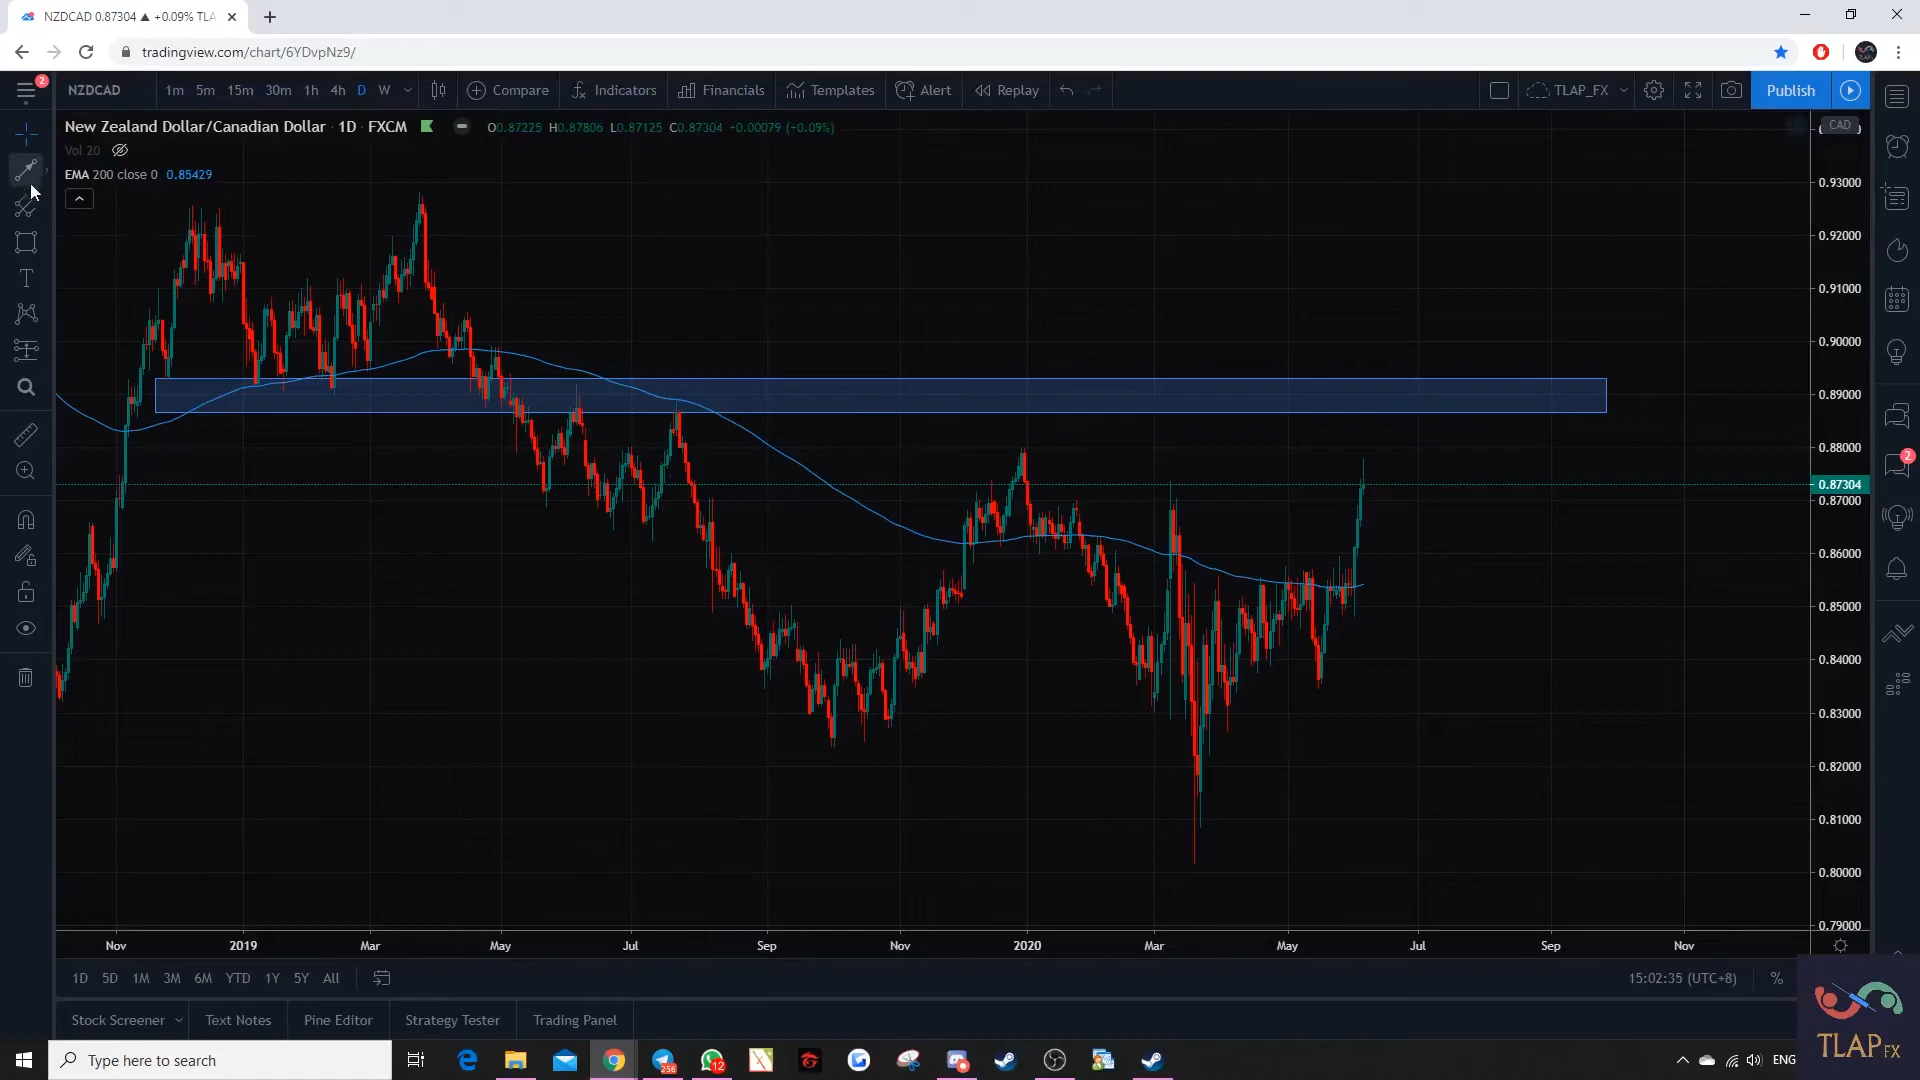 NZDCAD 0.87304 ▲ +0.09% TLA
tradingview.com/chart/6YDvpNz9/
2
NZDCAD 1m 5m 15m 30m 1h 4h D W Compare Indicators Financials Templates Alert Replay TLAP_FX Publish
New Zealand Dollar/Canadian Dollar · 1D · FXCM O0.87225 H0.87806 L0.87125 C0.87304 +0.00079 (+0.09%)
CAD
Vol 20
EMA 200 close 0 0.85429
0.93000
0.92000
0.91000
0.90000
0.89000
0.88000
0.87304
0.87000
0.86000
0.85000
0.84000
0.83000
0.82000
0.81000
0.80000
0.79000
2
Nov 2019 Mar May Jul Sep Nov 2020 Mar May Jul Sep Nov
1D 5D 1M 3M 6M YTD 1Y 5Y All 15:02:35 (UTC+8) %
Stock Screener Text Notes Pine Editor Strategy Tester Trading Panel
TLAP FX
Type here to search 256 12 ENG